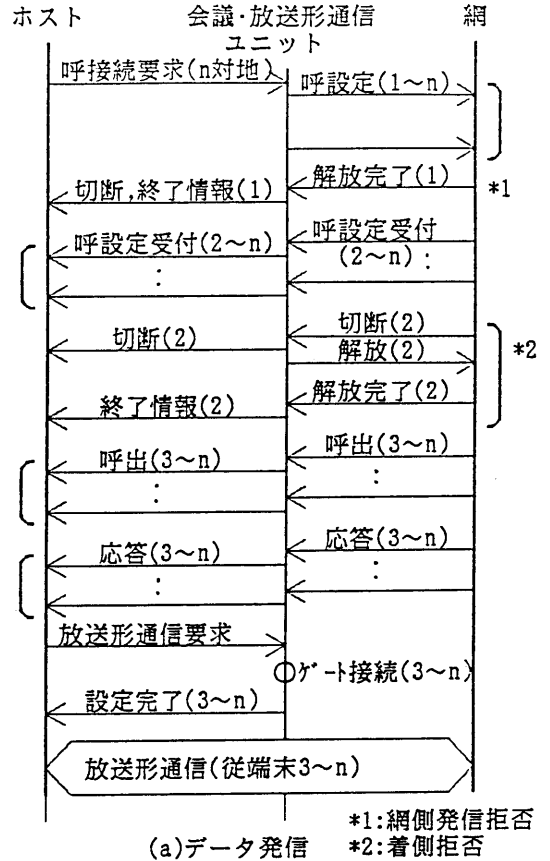 ホスト 会議・放送形通信 網
ユニット
呼接続要求(n対地)
呼設定(1～n)
解放完了(1)
*1
切断,終了情報(1)
呼設定受付
呼設定受付(2～n)
(2～n)
切断(2)
切断(2)
解放(2)
*2
解放完了(2)
終了情報(2)
呼出(3～n)
呼出(3～n)
応答(3～n)
応答(3～n)
放送形通信要求
ゲート接続(3～n)
設定完了(3～n)
放送形通信(従端末3～n)
*1:網側発信拒否
(a)データ発信 *2:着側拒否